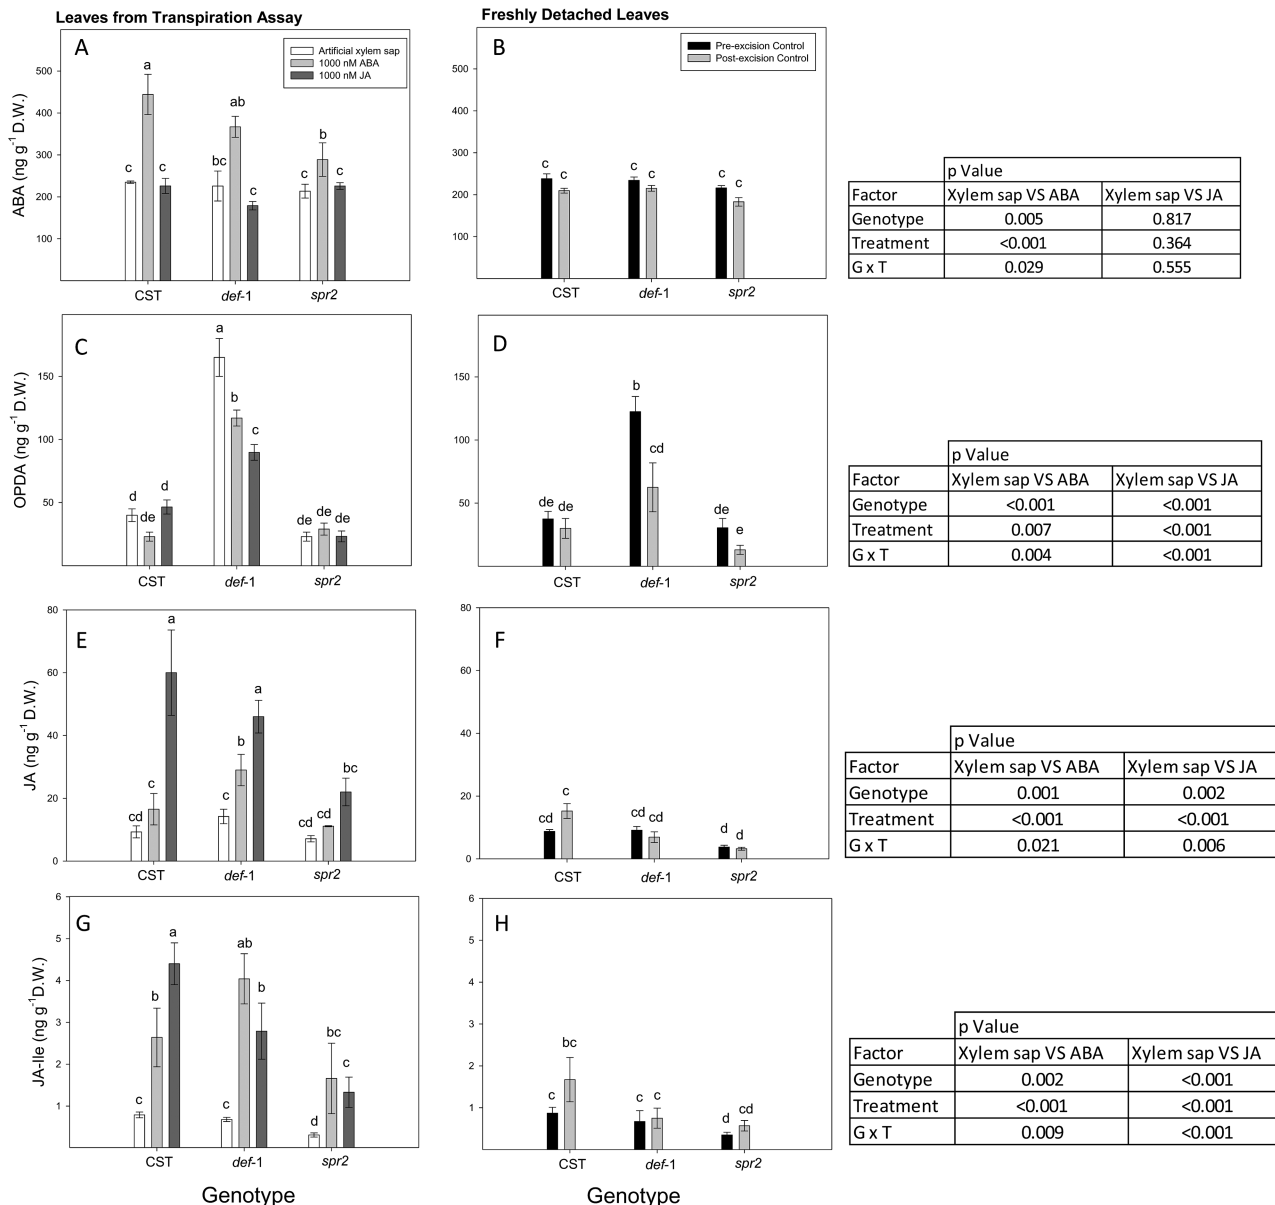 Leaves from Transpiration Assay
Freshly Detached Leaves
A
Artificial xylem sap
1000 nM ABA
1000 nM JA
ABA (ng g-1 D.W.)
500
400
300
200
100
c a c
bc ab c
c b c
CST def-1 spr2
B
Pre-excision Control
Post-excision Control
500
400
300
200
100
c c c c c c
CST def-1 spr2
p Value
Factor Xylem sap VS ABA Xylem sap VS JA
Genotype 0.005 0.817
Treatment <0.001 0.364
G x T 0.029 0.555
C
OPDA (ng g-1 D.W.)
150
100
50
d de d
a b c
de de de
CST def-1 spr2
D
150
100
50
de de b cd de e
CST def-1 spr2
p Value
Factor Xylem sap VS ABA Xylem sap VS JA
Genotype <0.001 <0.001
Treatment 0.007 <0.001
G x T 0.004 <0.001
E
JA (ng g-1 D.W.)
80
60
40
20
0
cd c a
c b a
cd cd bc
CST def-1 spr2
F
80
60
40
20
0
cd c cd cd d d
CST def-1 spr2
p Value
Factor Xylem sap VS ABA Xylem sap VS JA
Genotype 0.001 0.002
Treatment <0.001 <0.001
G x T 0.021 0.006
G
JA-Ile (ng g-1D.W.)
6
5
4
3
2
1
c b a
c ab b
d bc c
CST def-1 spr2
Genotype
H
6
5
4
3
2
1
c bc c c d cd
CST def-1 spr2
Genotype
p Value
Factor Xylem sap VS ABA Xylem sap VS JA
Genotype 0.002 <0.001
Treatment <0.001 <0.001
G x T 0.009 <0.001